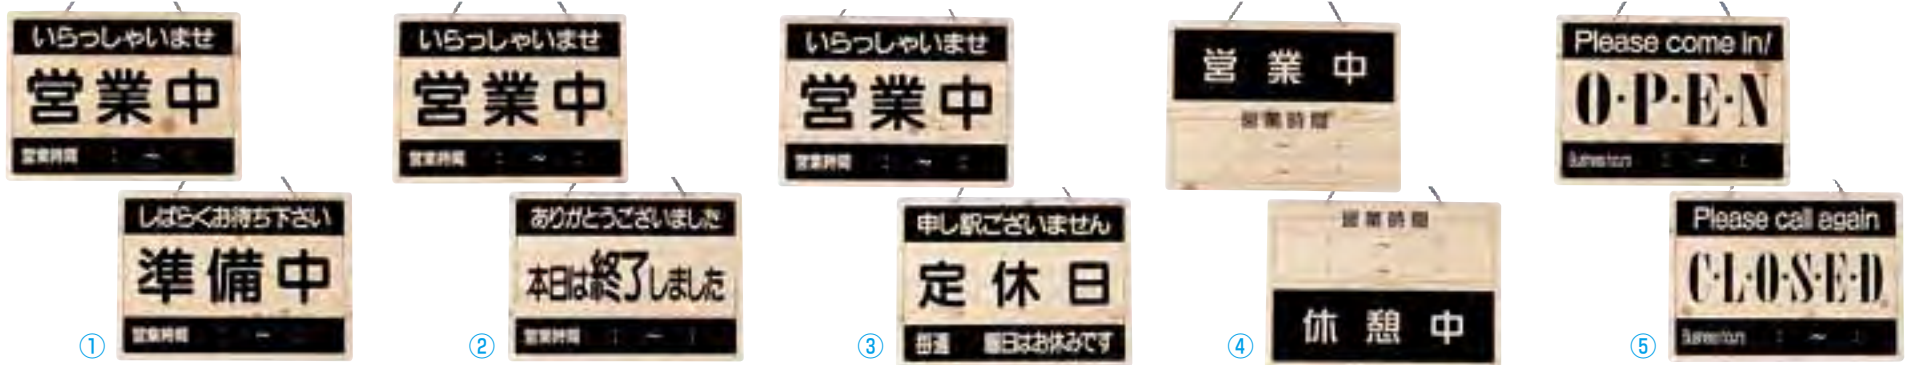 いらっしゃいませ
営業中
営業時間 : ~ :
しばらくお待ち下さい
準備中
営業時間 : ~ :
①
いらっしゃいませ
営業中
営業時間 : ~ :
ありがとうございました
本日は終了しました
営業時間 : ~ :
②
いらっしゃいませ
営業中
営業時間 : ~ :
申し訳ございません
定休日
毎週 曜日はお休みです
③
営業中
営業時間
: ~ :
: ~ :
営業時間
: ~ :
: ~ :
休憩中
④
Please come in!
O·P·E·N
Business hours : ~ :
Please call again
C·L·O·S·E·D
Business hours : ~ :
⑤